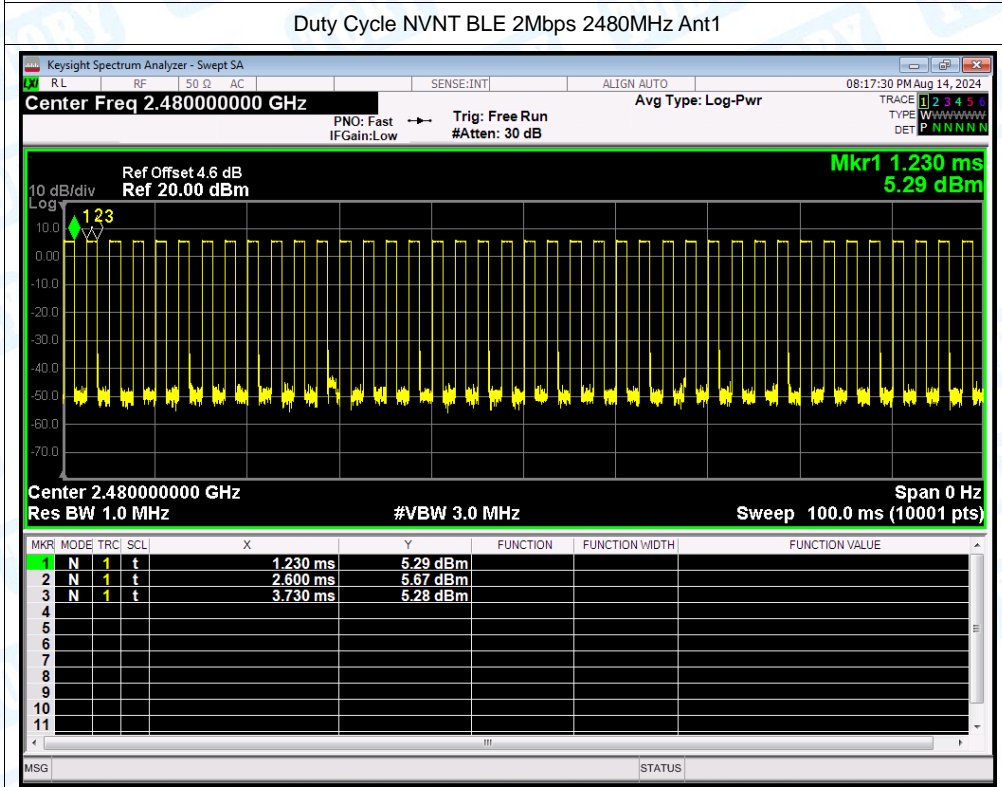 Duty Cycle NVNT BLE 2Mbps 2480MHz Ant1
Keysight Spectrum Analyzer - Swept SA
LXI RL RF 50 Ω AC SENSE:INT ALIGN AUTO 08:17:30 PM Aug 14, 2024
Center Freq 2.480000000 GHz Avg Type: Log-Pwr TRACE 1 2 3 4 5 6
PNO: Fast Trig: Free Run TYPE WWWWWW
IFGain:Low #Atten: 30 dB DET P N N N N N
Mkr1 1.230 ms
Ref Offset 4.6 dB
10 dB/div Ref 20.00 dBm 5.29 dBm
Log
1 2 3
10.0
0.00
-10.0
-20.0
-30.0
-40.0
-50.0
-60.0
-70.0
Center 2.480000000 GHz Span 0 Hz
Res BW 1.0 MHz #VBW 3.0 MHz Sweep 100.0 ms (10001 pts)
MKR MODE TRC SCL X Y FUNCTION FUNCTION WIDTH FUNCTION VALUE
1 N 1 t 1.230 ms 5.29 dBm
2 N 1 t 2.600 ms 5.67 dBm
3 N 1 t 3.730 ms 5.28 dBm
4
5
6
7
8
9
10
11
MSG STATUS